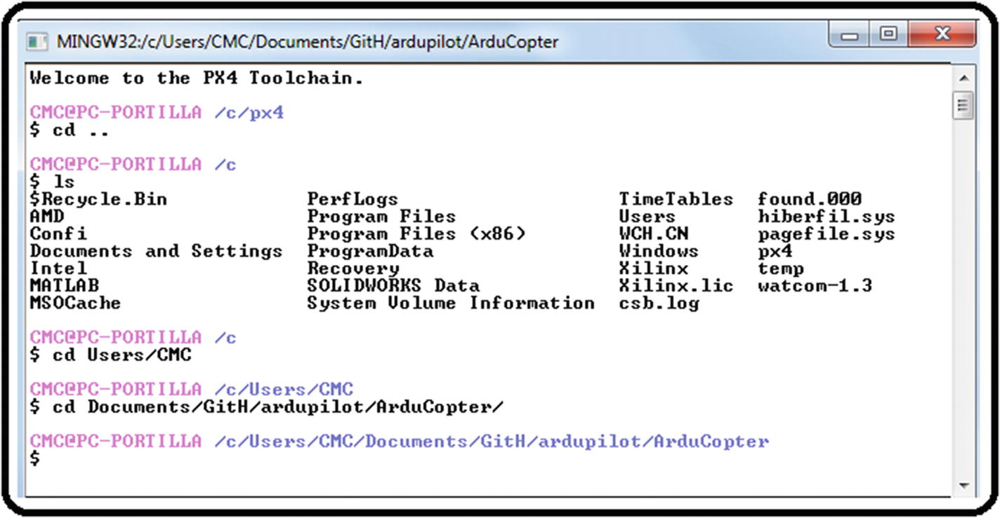 MINGW32:/c/Users/CMC/Documents/GitH/ardupilot/ArduCopter
Welcome to the PX4 Toolchain.
CMC@PC-PORTILLA /c/px4
$ cd ..
CMC@PC-PORTILLA /c
$ ls
$Recycle.Bin PerfLogs TimeTables found.000
AMD Program Files Users hiberfil.sys
Confi Program Files (x86) WCH.CN pagefile.sys
Documents and Settings ProgramData Windows px4
Intel Recovery Xilinx temp
MATLAB SOLIDWORKS Data Xilinx.lic watcom-1.3
MSOCache System Volume Information csb.log
CMC@PC-PORTILLA /c
$ cd Users/CMC
CMC@PC-PORTILLA /c/Users/CMC
$ cd Documents/GitH/ardupilot/ArduCopter/
CMC@PC-PORTILLA /c/Users/CMC/Documents/GitH/ardupilot/ArduCopter
$